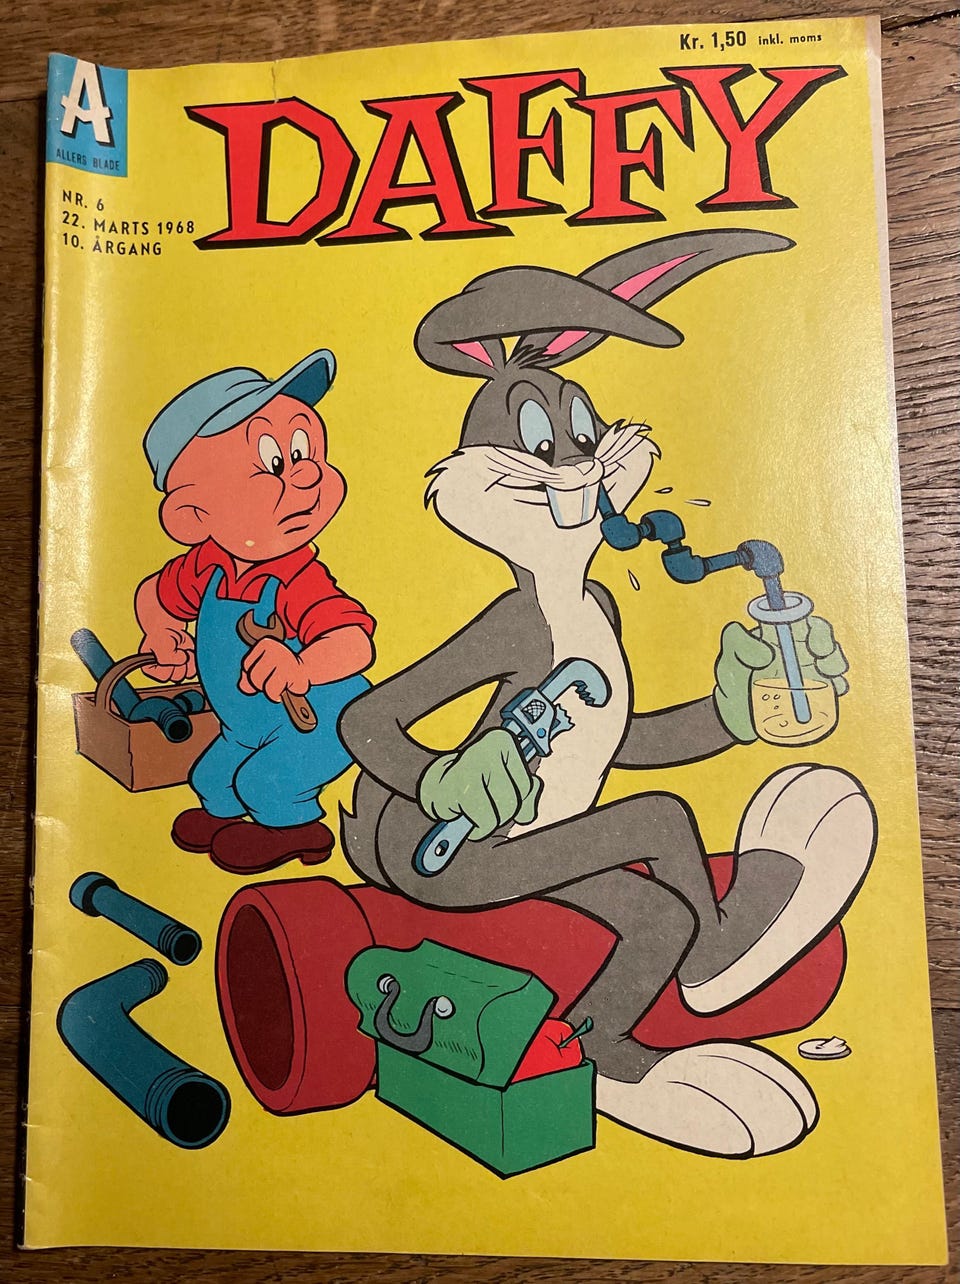 Kr. 1,50 inkl. moms
A
ALLERS BLADE
DAFFY
NR. 6
22. MARTS 1968
10. ÅRGANG